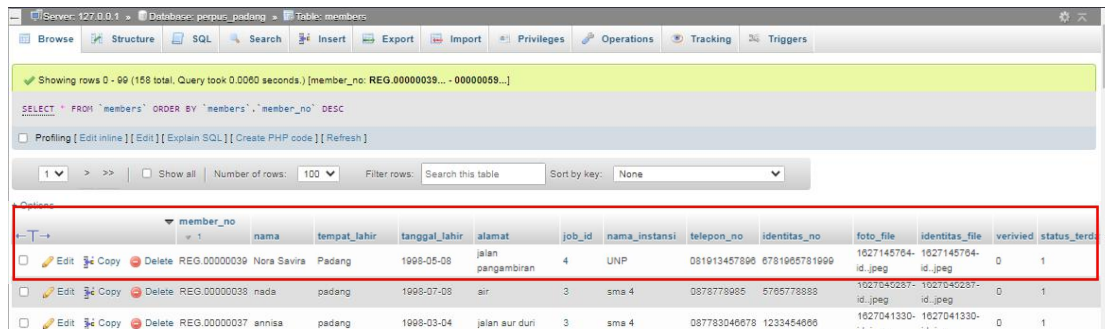 Server: 127.0.0.1 » Database: perpus_padang » Table: members
Browse Structure SQL Search Insert Export Import Privileges Operations Tracking Triggers
Showing rows 0 - 99 (158 total, Query took 0.0060 seconds.) [member_no: REG.00000039... - 00000059...]
SELECT * FROM `members` ORDER BY `members`.`member_no` DESC
Profiling [ Edit inline ] [ Edit ] [ Explain SQL ] [ Create PHP code ] [ Refresh ]
1 > >> Show all Number of rows: 100 Filter rows: Search this table Sort by key: None
+ Options
←T→ member_no 1 nama tempat_lahir tanggal_lahir alamat job_id nama_instansi telepon_no identitas_no foto_file identitas_file verivied status_terda
Edit Copy Delete REG.00000039 Nora Savira Padang 1998-05-08 jalan pangambiran 4 UNP 081913457896 6781965781999 1627145764-id..jpeg 1627145764-id..jpeg 0 1
Edit Copy Delete REG.00000038 nada padang 1998-07-08 air 3 sma 4 0878778985 5765778888 1627045287-id..jpeg 1627045287-id..jpeg 0 1
Edit Copy Delete REG.00000037 annisa padang 1998-03-04 jalan aur duri 3 sma 4 087783046678 1233454666 1627041330- 1627041330- 0 1